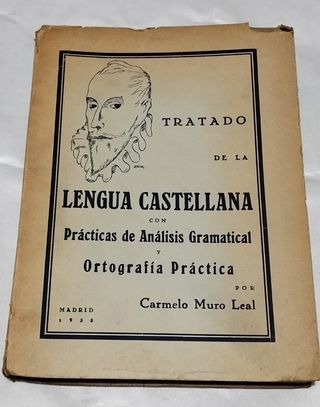 TRATADO
DE LA
LENGUA CASTELLANA
CON
Prácticas de Análisis Gramatical
Y
Ortografía Práctica
POR
Carmelo Muro Leal
MADRID